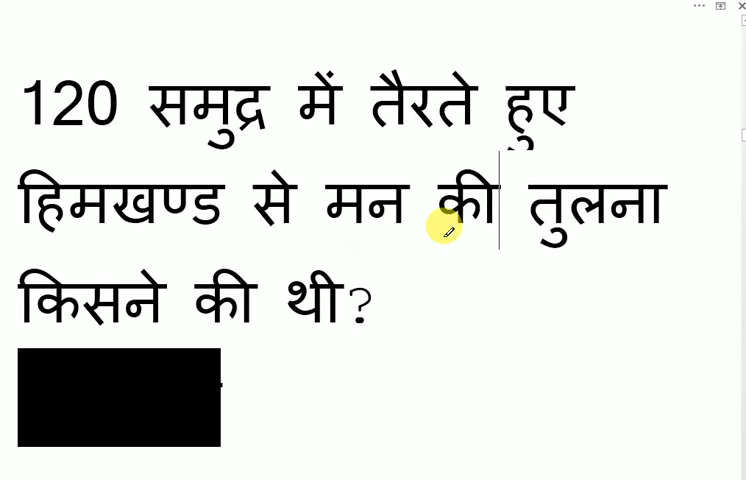 120 समुद्र में तैरते हुए
हिमखण्ड से मन की तुलना
किसने की थी?